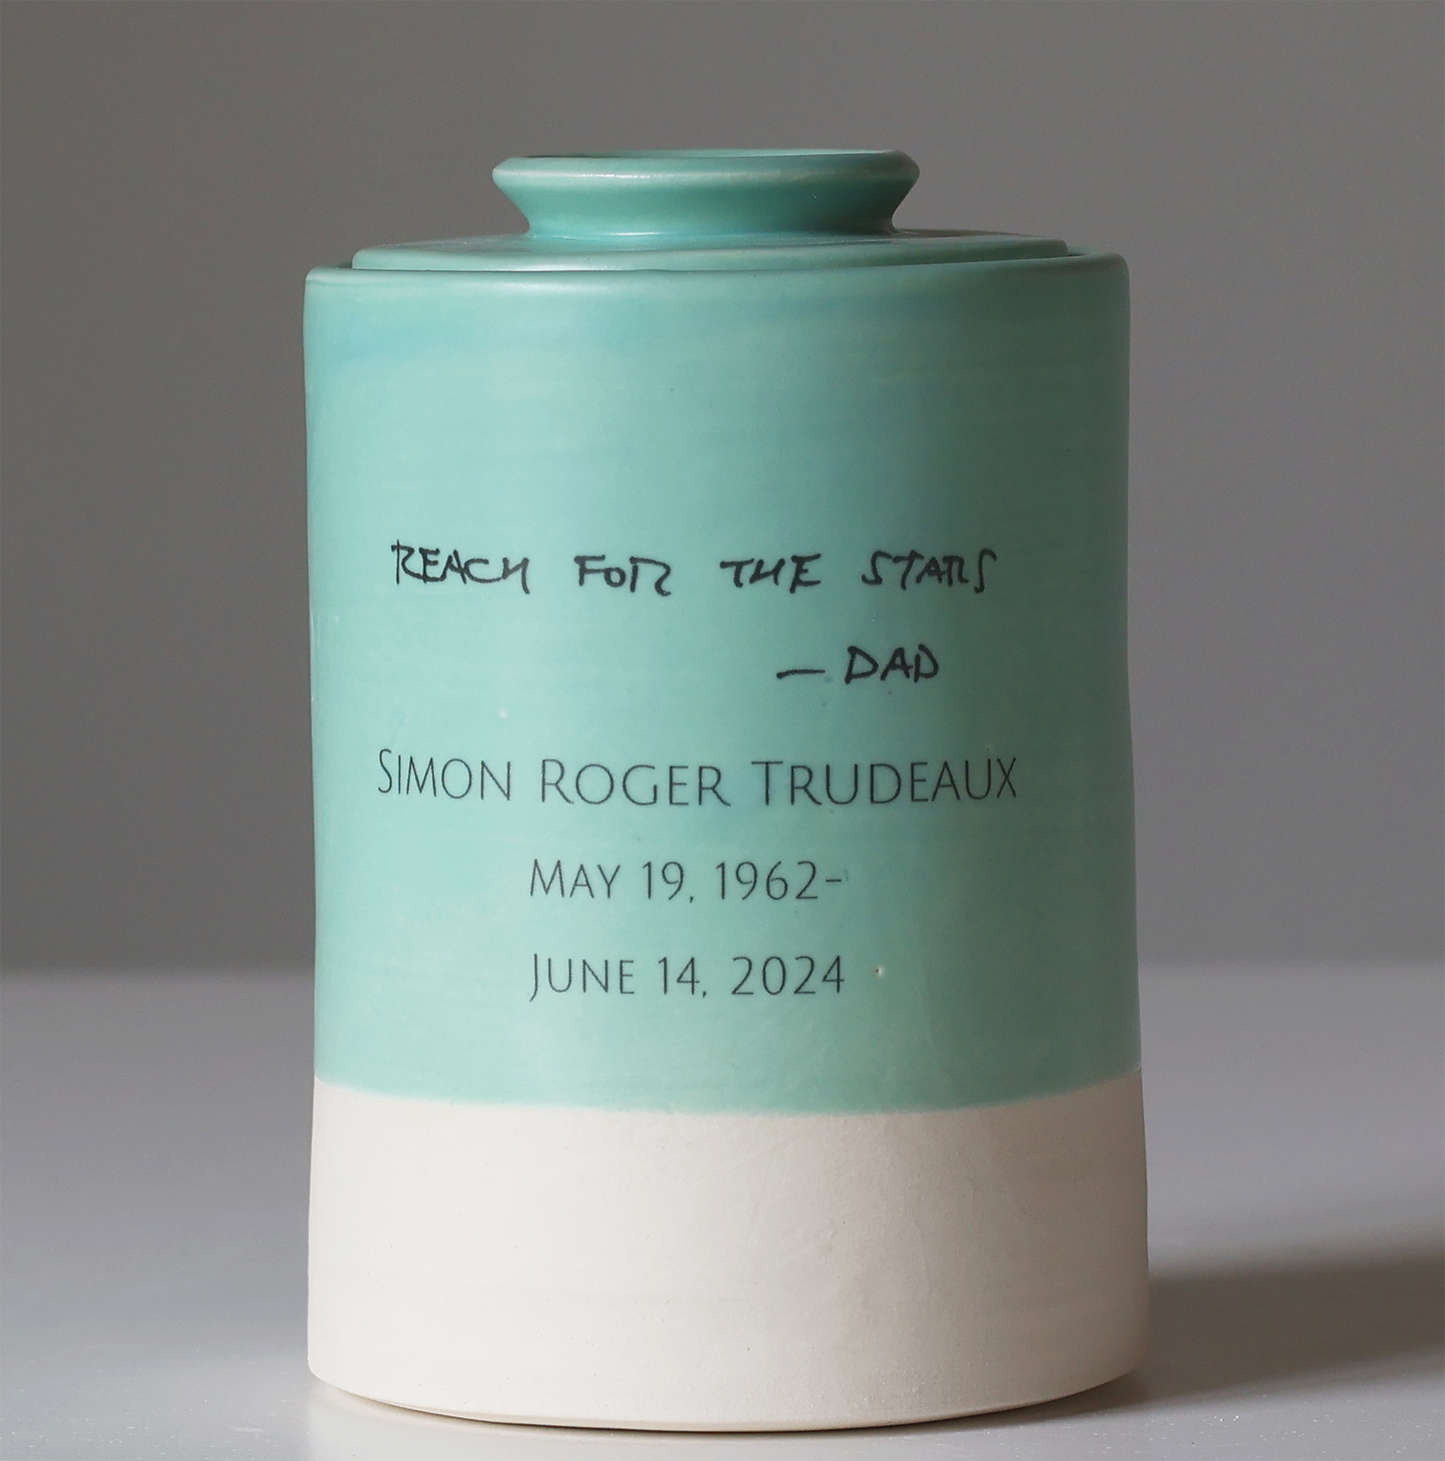 REACH FOR THE STARS
— DAD
SIMON ROGER TRUDEAUX
MAY 19, 1962-
JUNE 14, 2024